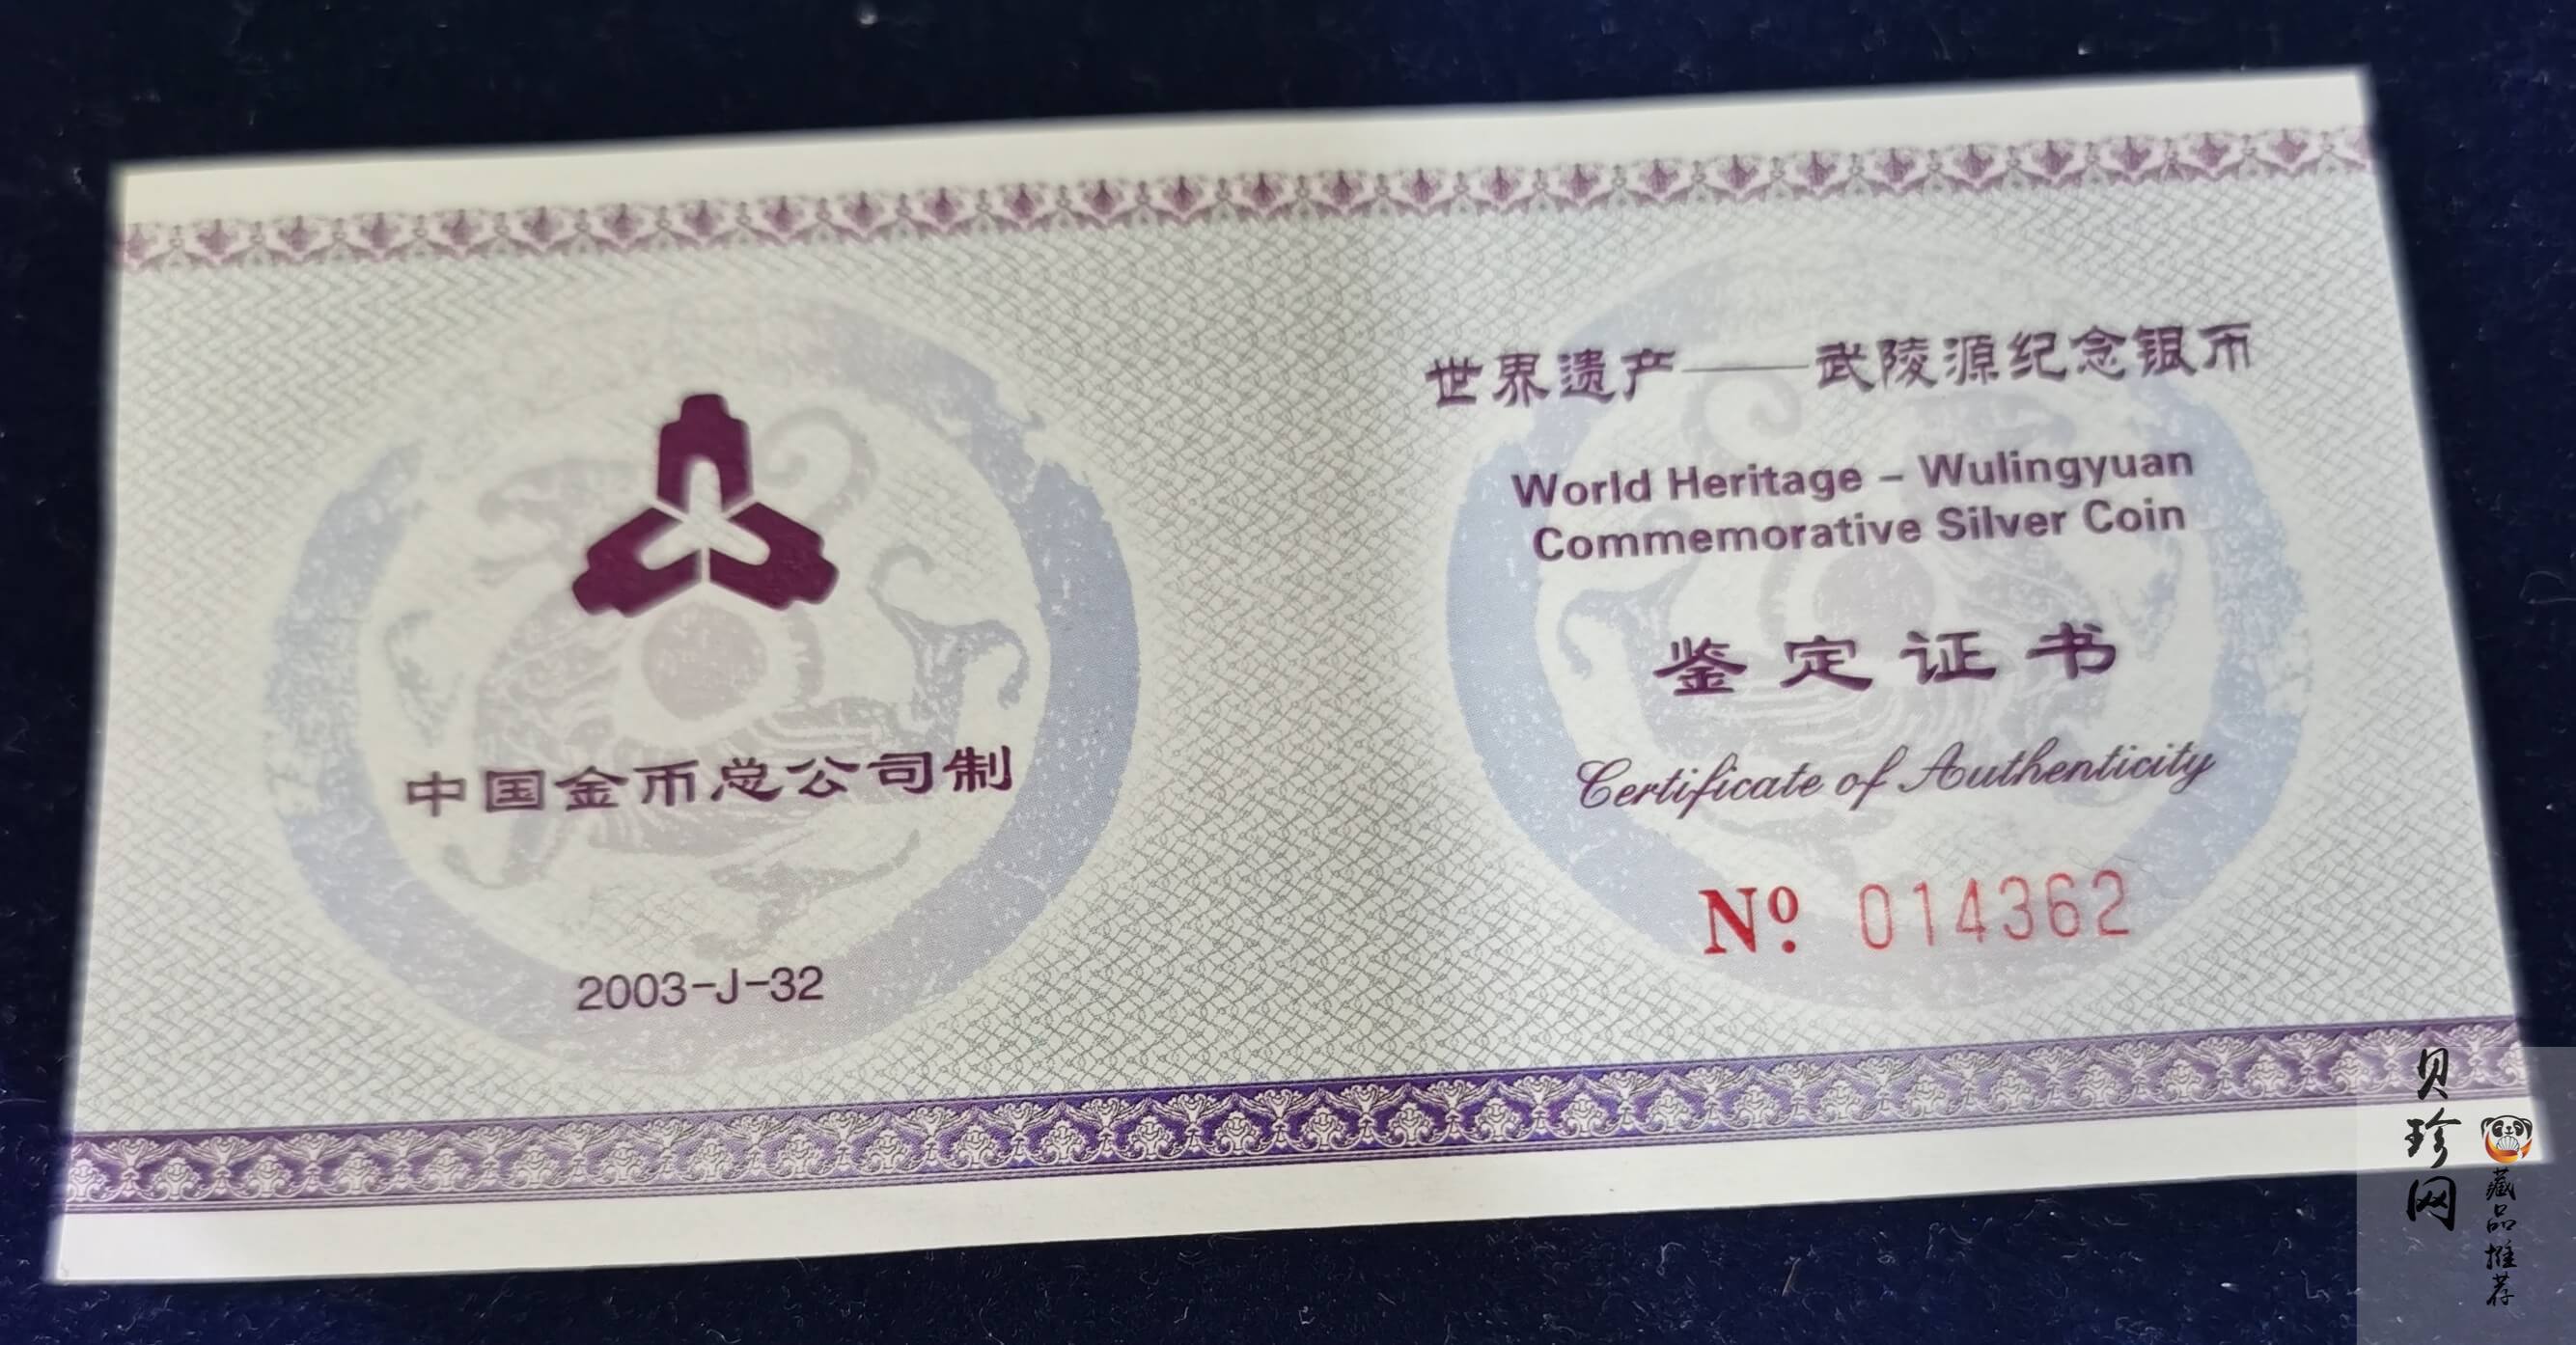 中国金币总公司制
2003-J-32
世界遗产——武陵源纪念银币
World Heritage – Wulingyuan
Commemorative Silver Coin
鉴定证书
Certificate of Authenticity
Nº 014362
贝珍网
藏品推荐